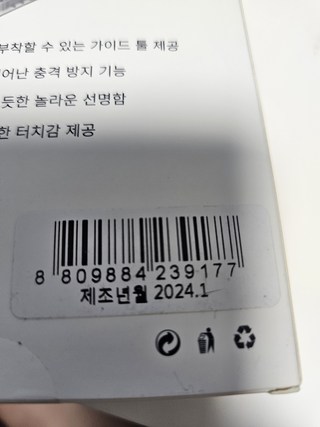 부착할 수 있는 가이드 툴 제공
어난 충격 방지 기능
듯한 놀라운 선명함
한 터치감 제공
8 809884 239177
제조년월 2024.1